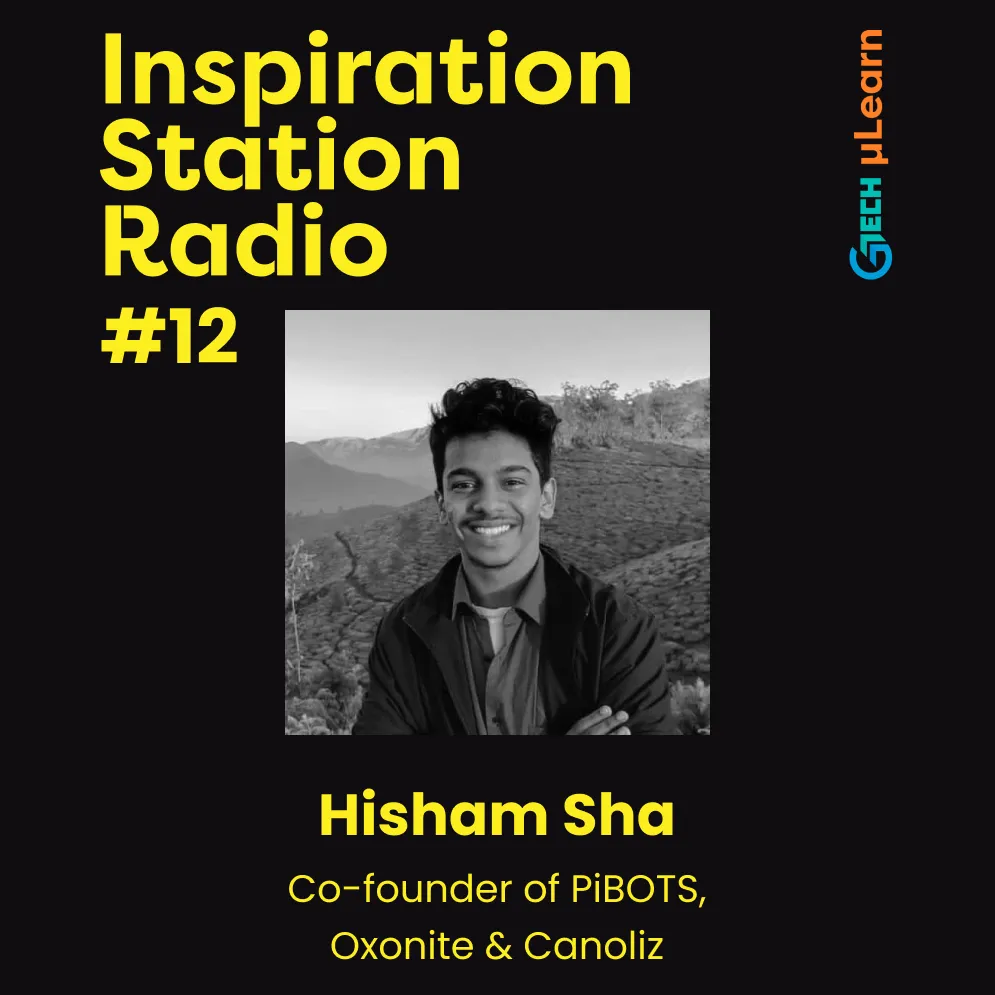 Inspiration
Station
Radio
#12
GTECH µLearn
Hisham Sha
Co-founder of PiBOTS,
Oxonite & Canoliz